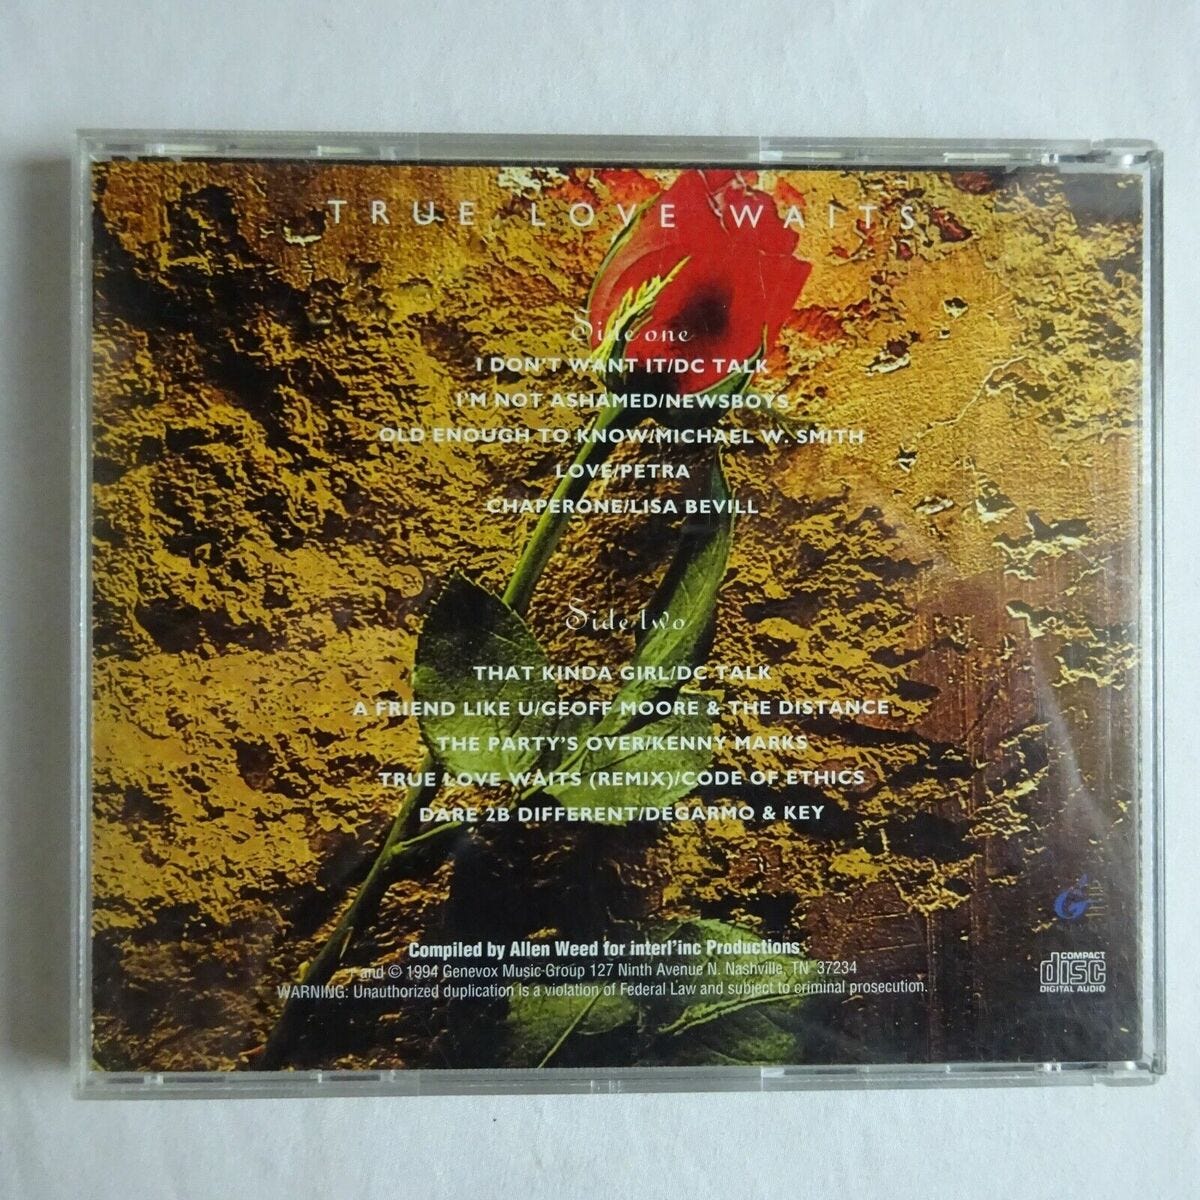 TRUE LOVE WAITS
Side one
I DON'T WANT IT/DC TALK
I'M NOT ASHAMED/NEWSBOYS
OLD ENOUGH TO KNOW/MICHAEL W. SMITH
LOVE/PETRA
CHAPERONE/LISA BEVILL
Side two
THAT KINDA GIRL/DC TALK
A FRIEND LIKE U/GEOFF MOORE & THE DISTANCE
THE PARTY'S OVER/KENNY MARKS
TRUE LOVE WAITS (REMIX)/CODE OF ETHICS
DARE 2B DIFFERENT/DEGARMO & KEY
Compiled by Allen Weed for interl'inc Productions
℗ and © 1994 Genevox Music Group 127 Ninth Avenue N. Nashville, TN 37234
WARNING: Unauthorized duplication is a violation of Federal Law and subject to criminal prosecution.
G
COMPACT
disc
DIGITAL AUDIO